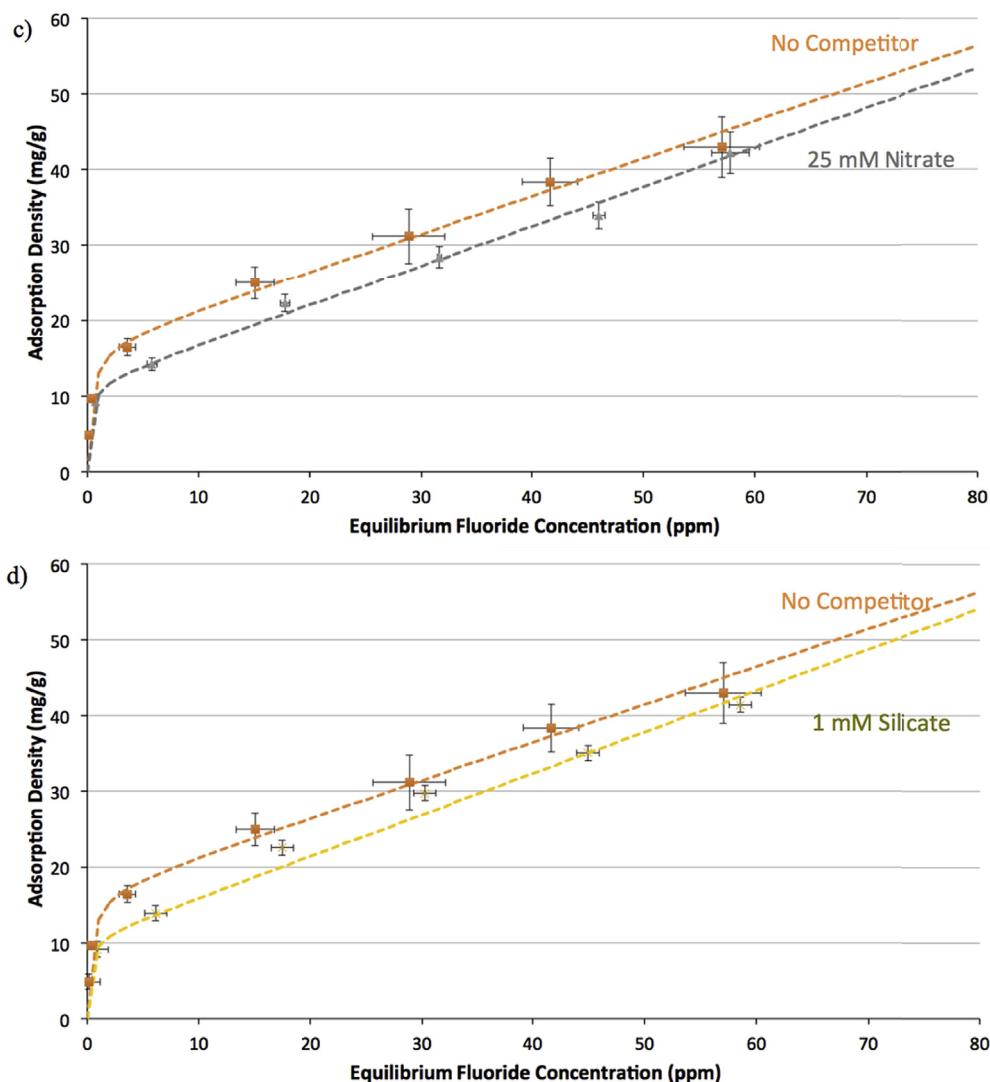 c)
60
No Competitor
50
25 mM Nitrate
40
30
20
10
0
Adsorption Density (mg/g)
0 10 20 30 40 50 60 70 80
Equilibrium Fluoride Concentration (ppm)
d)
60
No Competitor
50
1 mM Silicate
40
30
20
10
0
Adsorption Density (mg/g)
0 10 20 30 40 50 60 70 80
Equilibrium Fluoride Concentration (ppm)